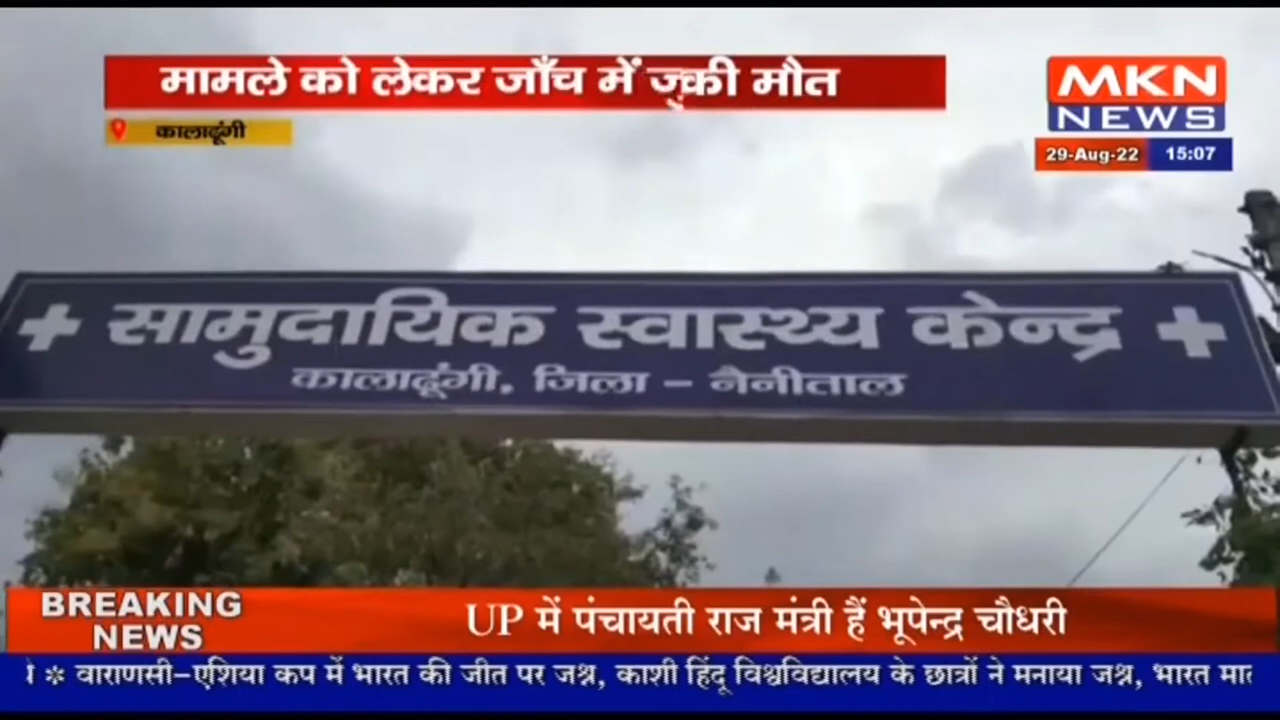 मामले को लेकर जाँच में
की मौत
कालाढूंगी
MKN
NEWS
29-Aug-22 15:07
+ सामुदायिक स्वास्थ्य केन्द्र +
कालाढूंगी, जिला - नैनीताल
BREAKING
NEWS
UP में पंचायती राज मंत्री हैं भूपेन्द्र चौधरी
* वाराणसी-एशिया कप में भारत की जीत पर जश्न, काशी हिंदू विश्वविद्यालय के छात्रों ने मनाया जश्न, भारत